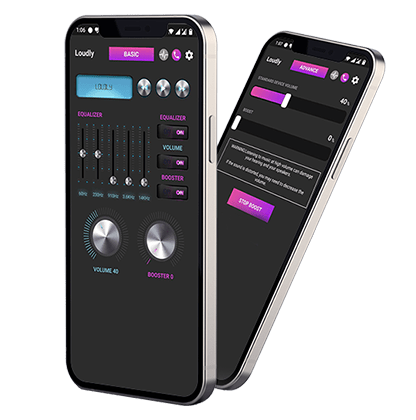 1:06
Loudly
BASIC
LOUDLY
EQUALIZER
EQUALIZER
ON
VOLUME
ON
BOOSTER
ON
60Hz 230Hz 910Hz 3.6KHz 14KHz
VOLUME 40
BOOSTER 0
1:07
Loudly
ADVANCE
STANDARD DEVICE VOLUME
40%
BOOST
0%
WARNING:Listening to music at high volume can damage
your hearing and your speakers.
If the sound is distorted, you may need to decrease the
volume.
STOP BOOST